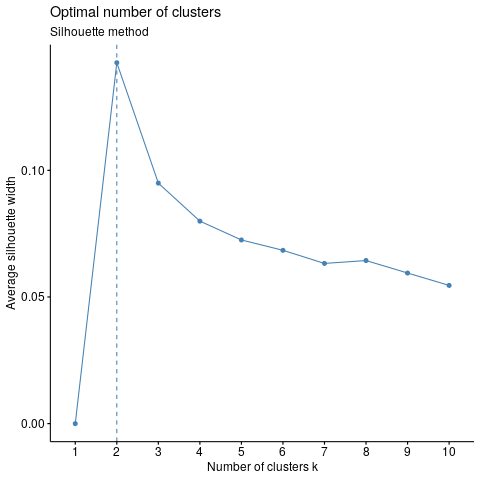 Optimal number of clusters
Silhouette method
Average silhouette width
0.10
0.05
0.00
1 2 3 4 5 6 7 8 9 10
Number of clusters k